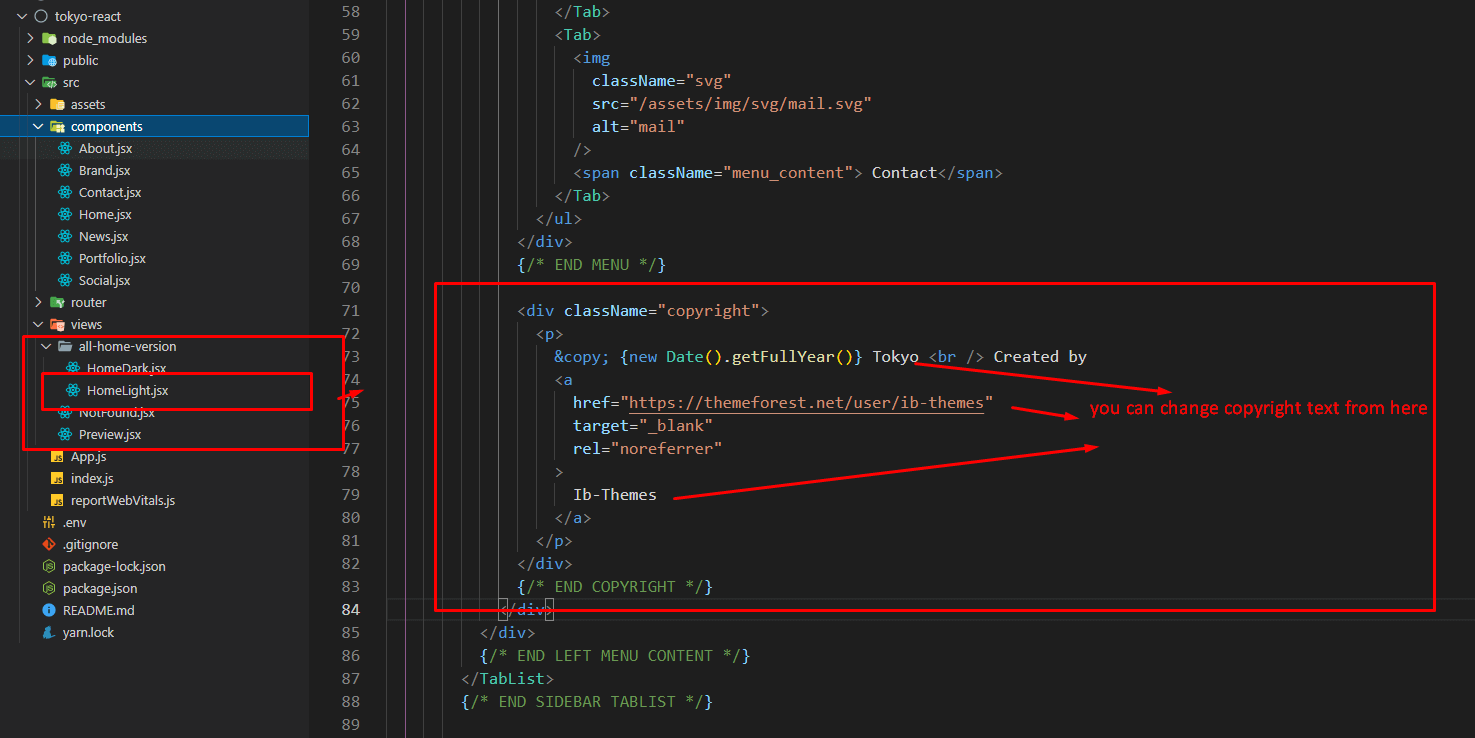 tokyo-react
node_modules
public
src
assets
components
About.jsx
Brand.jsx
Contact.jsx
Home.jsx
News.jsx
Portfolio.jsx
Social.jsx
router
views
all-home-version
HomeDark.jsx
HomeLight.jsx
NotFound.jsx
Preview.jsx
JS App.js
JS index.js
JS reportWebVitals.js
.env
.gitignore
package-lock.json
package.json
README.md
yarn.lock
58 </Tab>
59 <Tab>
60 <img
61 className="svg"
62 src="/assets/img/svg/mail.svg"
63 alt="mail"
64 />
65 <span className="menu_content"> Contact</span>
66 </Tab>
67 </ul>
68 </div>
69 {/* END MENU */}
70
71 <div className="copyright">
72 <p>
73 &copy; {new Date().getFullYear()} Tokyo <br /> Created by
74 <a
75 href="https://themeforest.net/user/ib-themes"
you can change copyright text from here
76 target="_blank"
77 rel="noreferrer"
78 >
79 Ib-Themes
80 </a>
81 </p>
82 </div>
83 {/* END COPYRIGHT */}
84 </div>
85 </div>
86 {/* END LEFT MENU CONTENT */}
87 </TabList>
88 {/* END SIDEBAR TABLIST */}
89